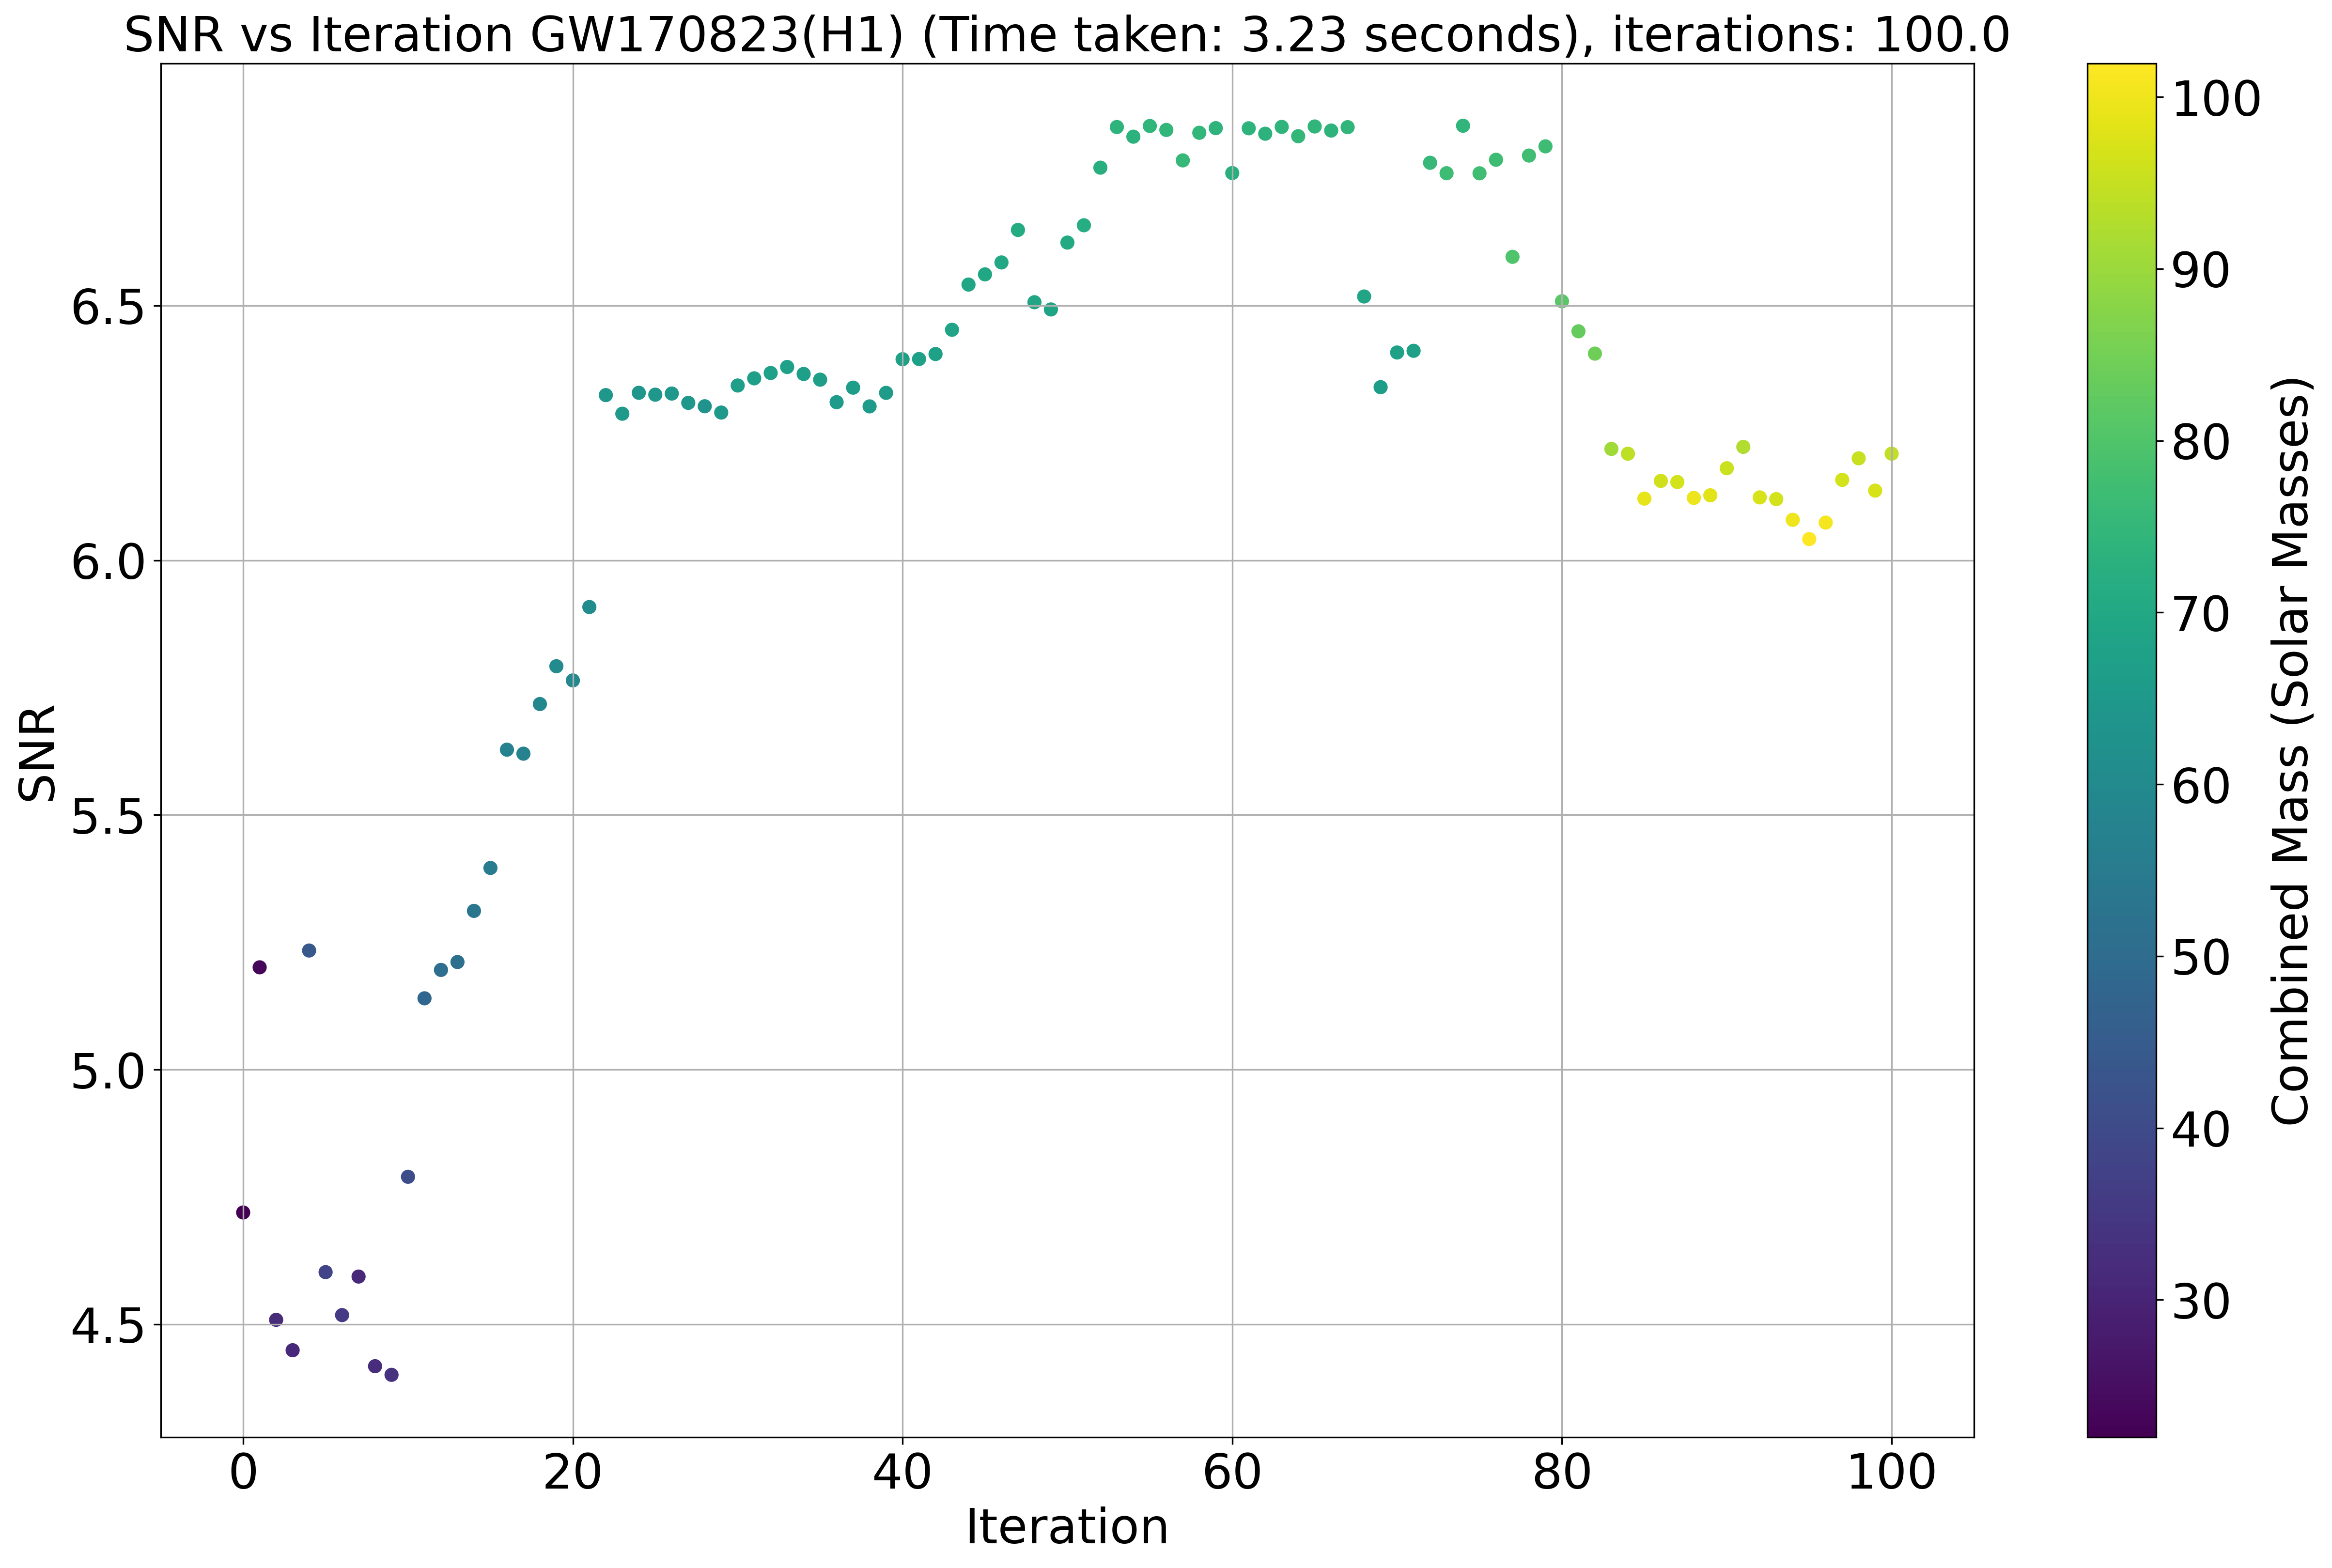 SNR vs Iteration GW170823(H1) (Time taken: 3.23 seconds), iterations: 100.0
SNR
6.5
6.0
5.5
5.0
4.5
0 20 40 60 80 100
Iteration
100
90
80
70
60
50
40
30
Combined Mass (Solar Masses)